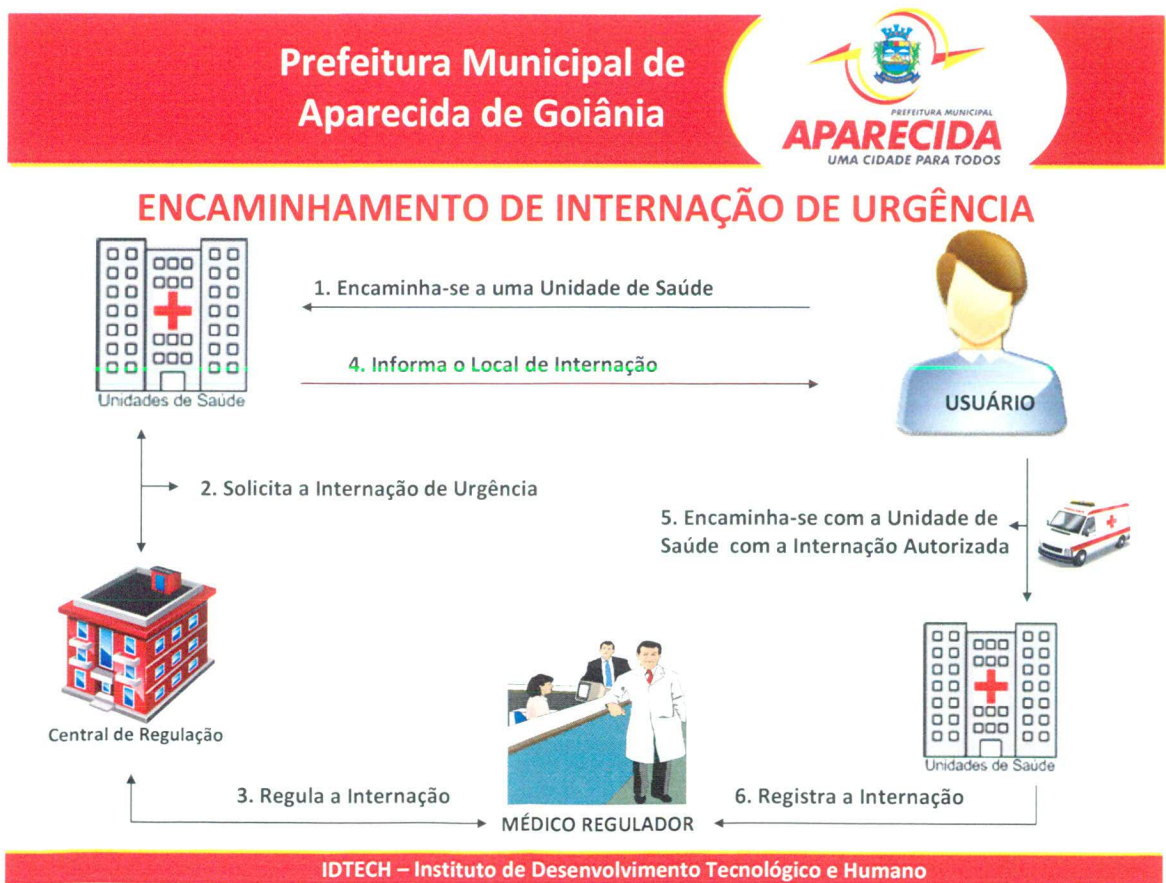 Prefeitura Municipal de
Aparecida de Goiânia
PREFEITURA MUNICIPAL
APARECIDA
UMA CIDADE PARA TODOS
ENCAMINHAMENTO DE INTERNAÇÃO DE URGÊNCIA
1. Encaminha-se a uma Unidade de Saúde
4. Informa o Local de Internação
Unidades de Saúde
USUÁRIO
2. Solicita a Internação de Urgência
5. Encaminha-se com a Unidade de
Saúde com a Internação Autorizada
Central de Regulação
Unidades de Saúde
3. Regula a Internação
6. Registra a Internação
MÉDICO REGULADOR
IDTECH – Instituto de Desenvolvimento Tecnológico e Humano